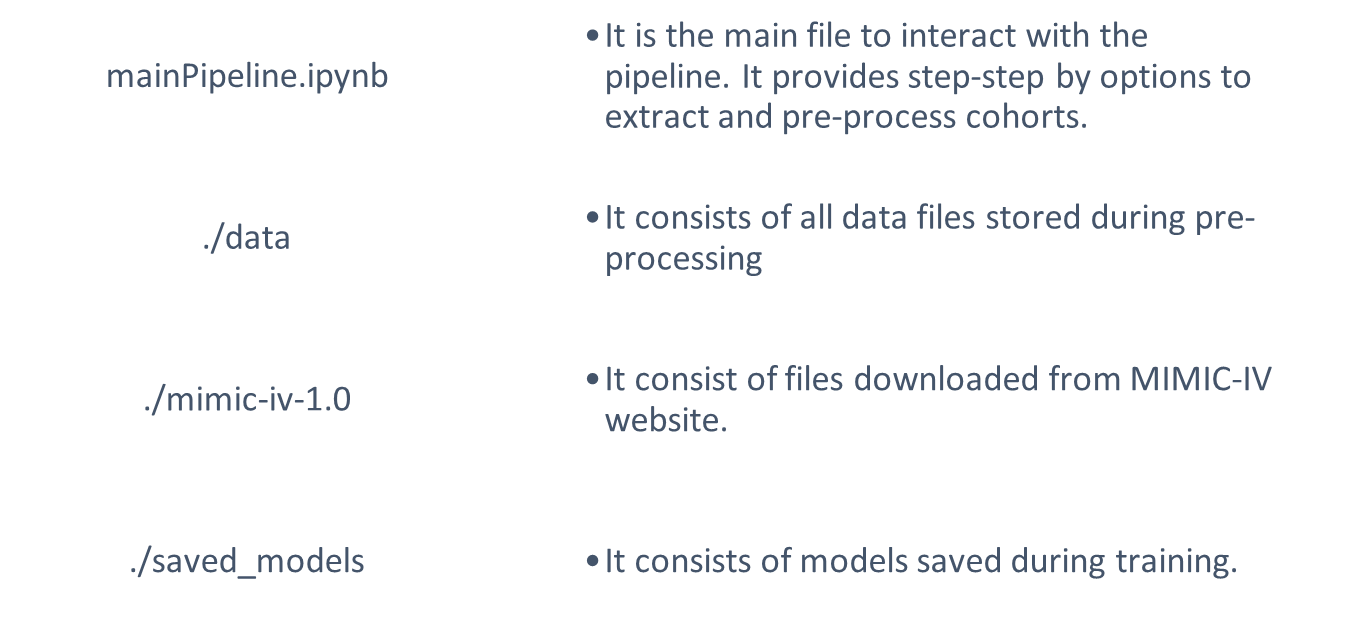 mainPipeline.ipynb
•It is the main file to interact with the
pipeline. It provides step-step by options to
extract and pre-process cohorts.
./data
•It consists of all data files stored during pre-
processing
./mimic-iv-1.0
•It consist of files downloaded from MIMIC-IV
website.
./saved_models
•It consists of models saved during training.